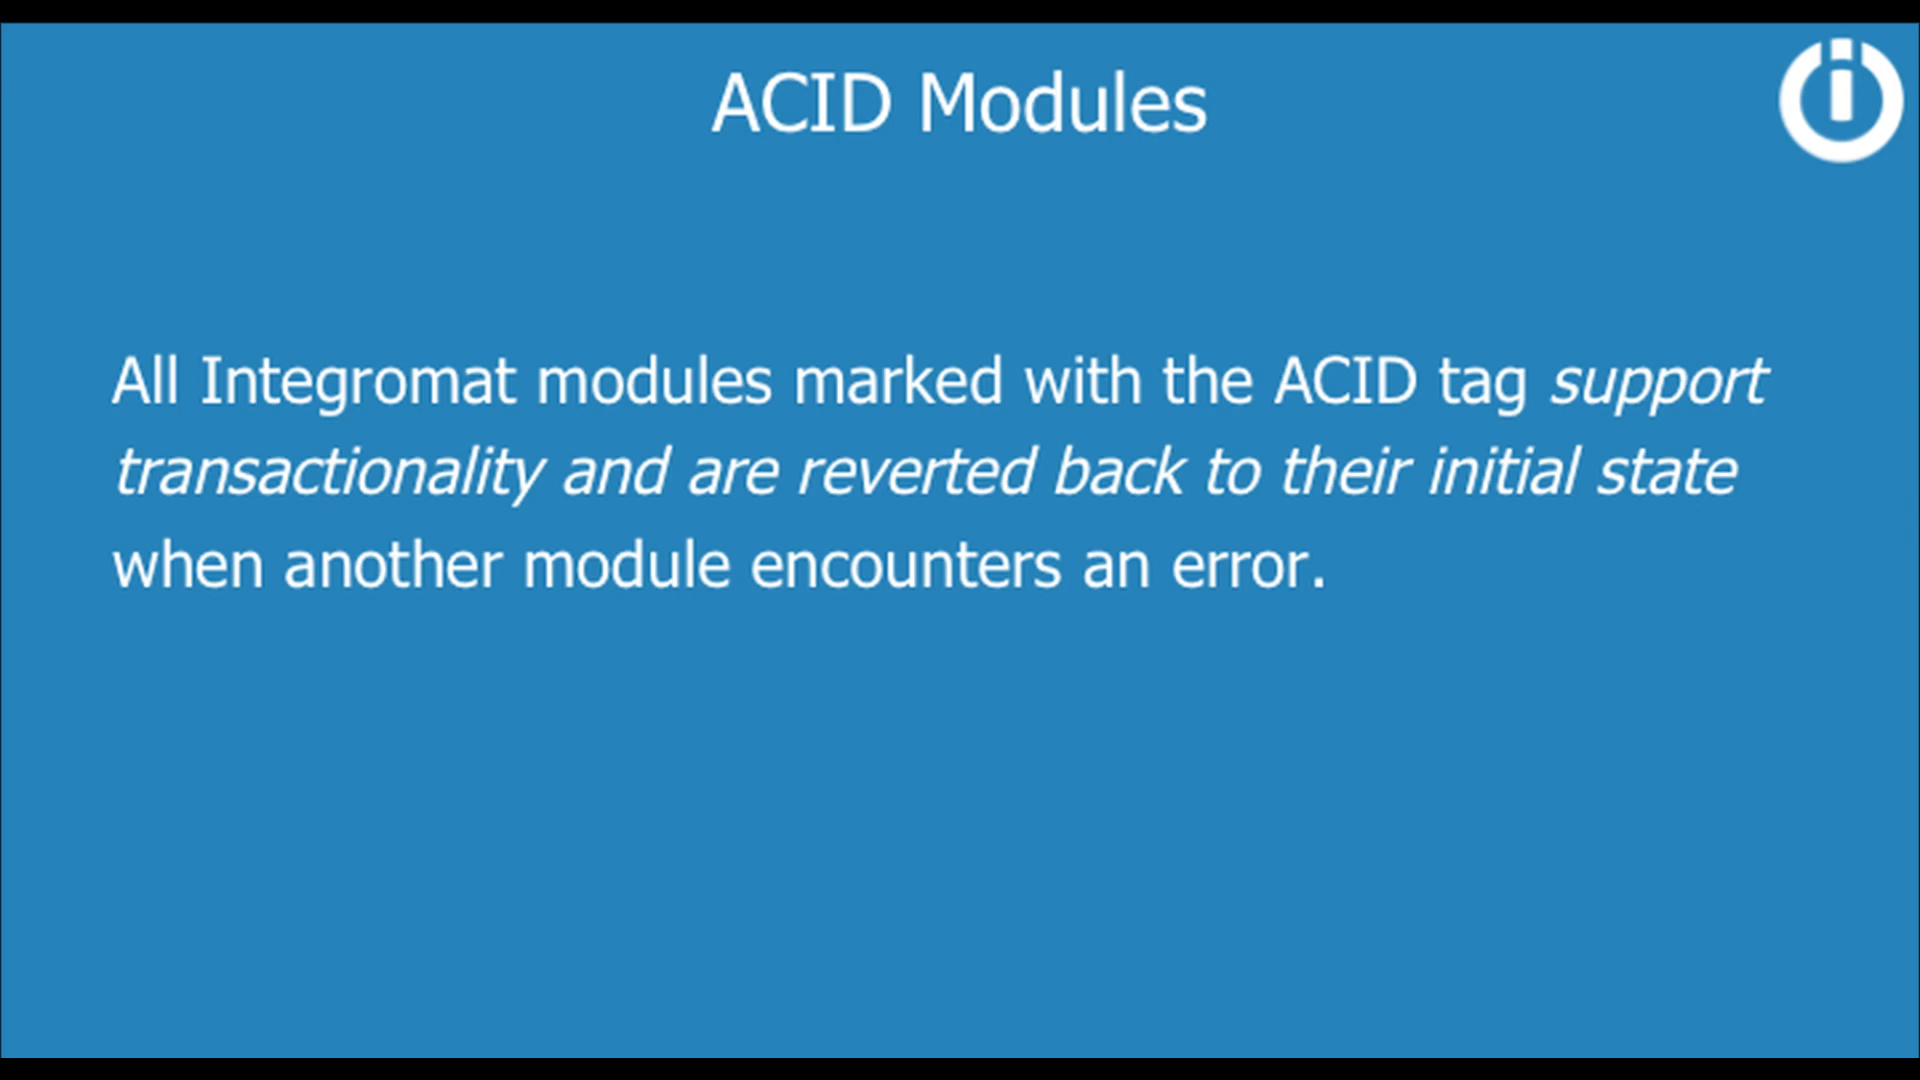 ACID Modules
All Integromat modules marked with the ACID tag support
transactionality and are reverted back to their initial state
when another module encounters an error.